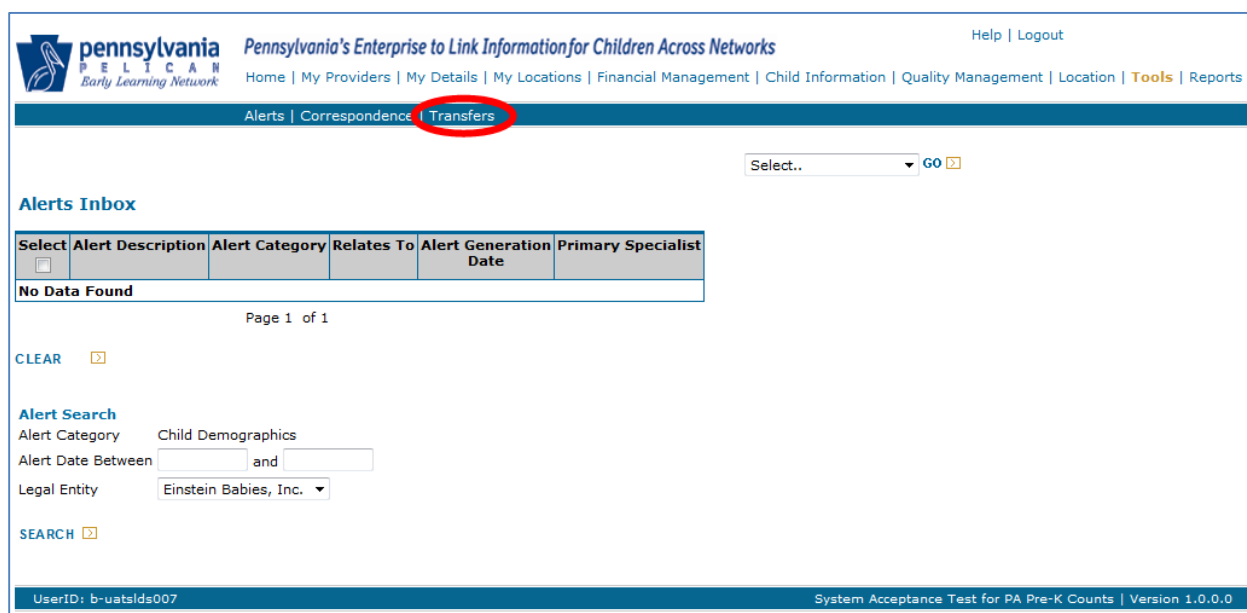 Help | Logout
pennsylvania
PELICAN
Early Learning Network
Pennsylvania's Enterprise to Link Information for Children Across Networks
Home | My Providers | My Details | My Locations | Financial Management | Child Information | Quality Management | Location | Tools | Reports
Alerts | Correspondence | Transfers
Select.. GO
Alerts Inbox
Select Alert Description Alert Category Relates To Alert Generation Date Primary Specialist
No Data Found
Page 1 of 1
CLEAR
Alert Search
Alert Category Child Demographics
Alert Date Between and
Legal Entity Einstein Babies, Inc.
SEARCH
UserID: b-uatslds007 System Acceptance Test for PA Pre-K Counts | Version 1.0.0.0